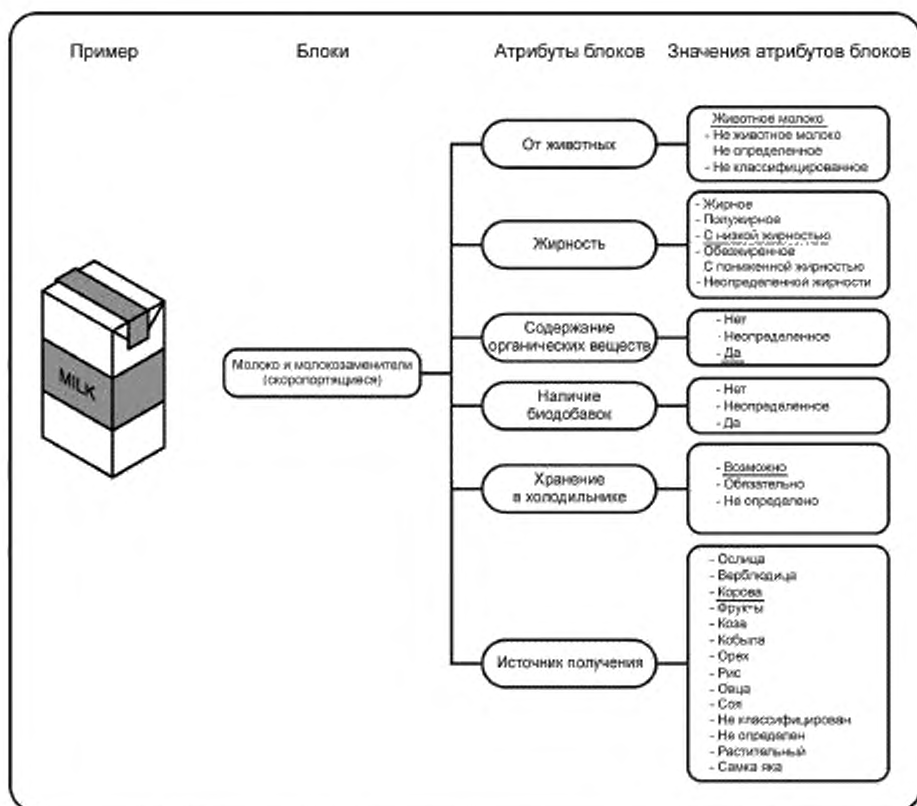 Пример
Блоки
Атрибуты блоков
Значения атрибутов блоков
MILK
Молоко и молокозаменители
(скоропортящиеся)
От животных
Животное молоко
- Не животное молоко
Не определенное
- Не классифицированное
Жирность
- Жирное
- Полужирное
- С низкой жирностью
- Обезжиренное
С пониженной жирностью
- Неопределенной жирности
Содержание
органических веществ
- Нет
- Неопределенное
- Да
Наличие
биодобавок
- Нет
- Неопределенное
- Да
Хранение
в холодильнике
- Возможно
- Обязательно
- Не определено
Источник получения
- Ослица
- Верблюдица
- Корова
- Фрукты
- Коза
- Кобыла
- Орех
- Рис
- Овца
- Соя
- Не классифицирован
- Не определен
- Растительный
- Самка яка